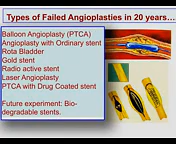 Types of Failed Angioplasties in 20 years…
Balloon Angioplasty (PTCA)
Angioplasty with Ordinary stent
Rota Bladder
Gold stent
Radio active stent
Laser Angioplasty
PTCA with Drug Coated stent
Future experiment: Bio-
degradable stents.